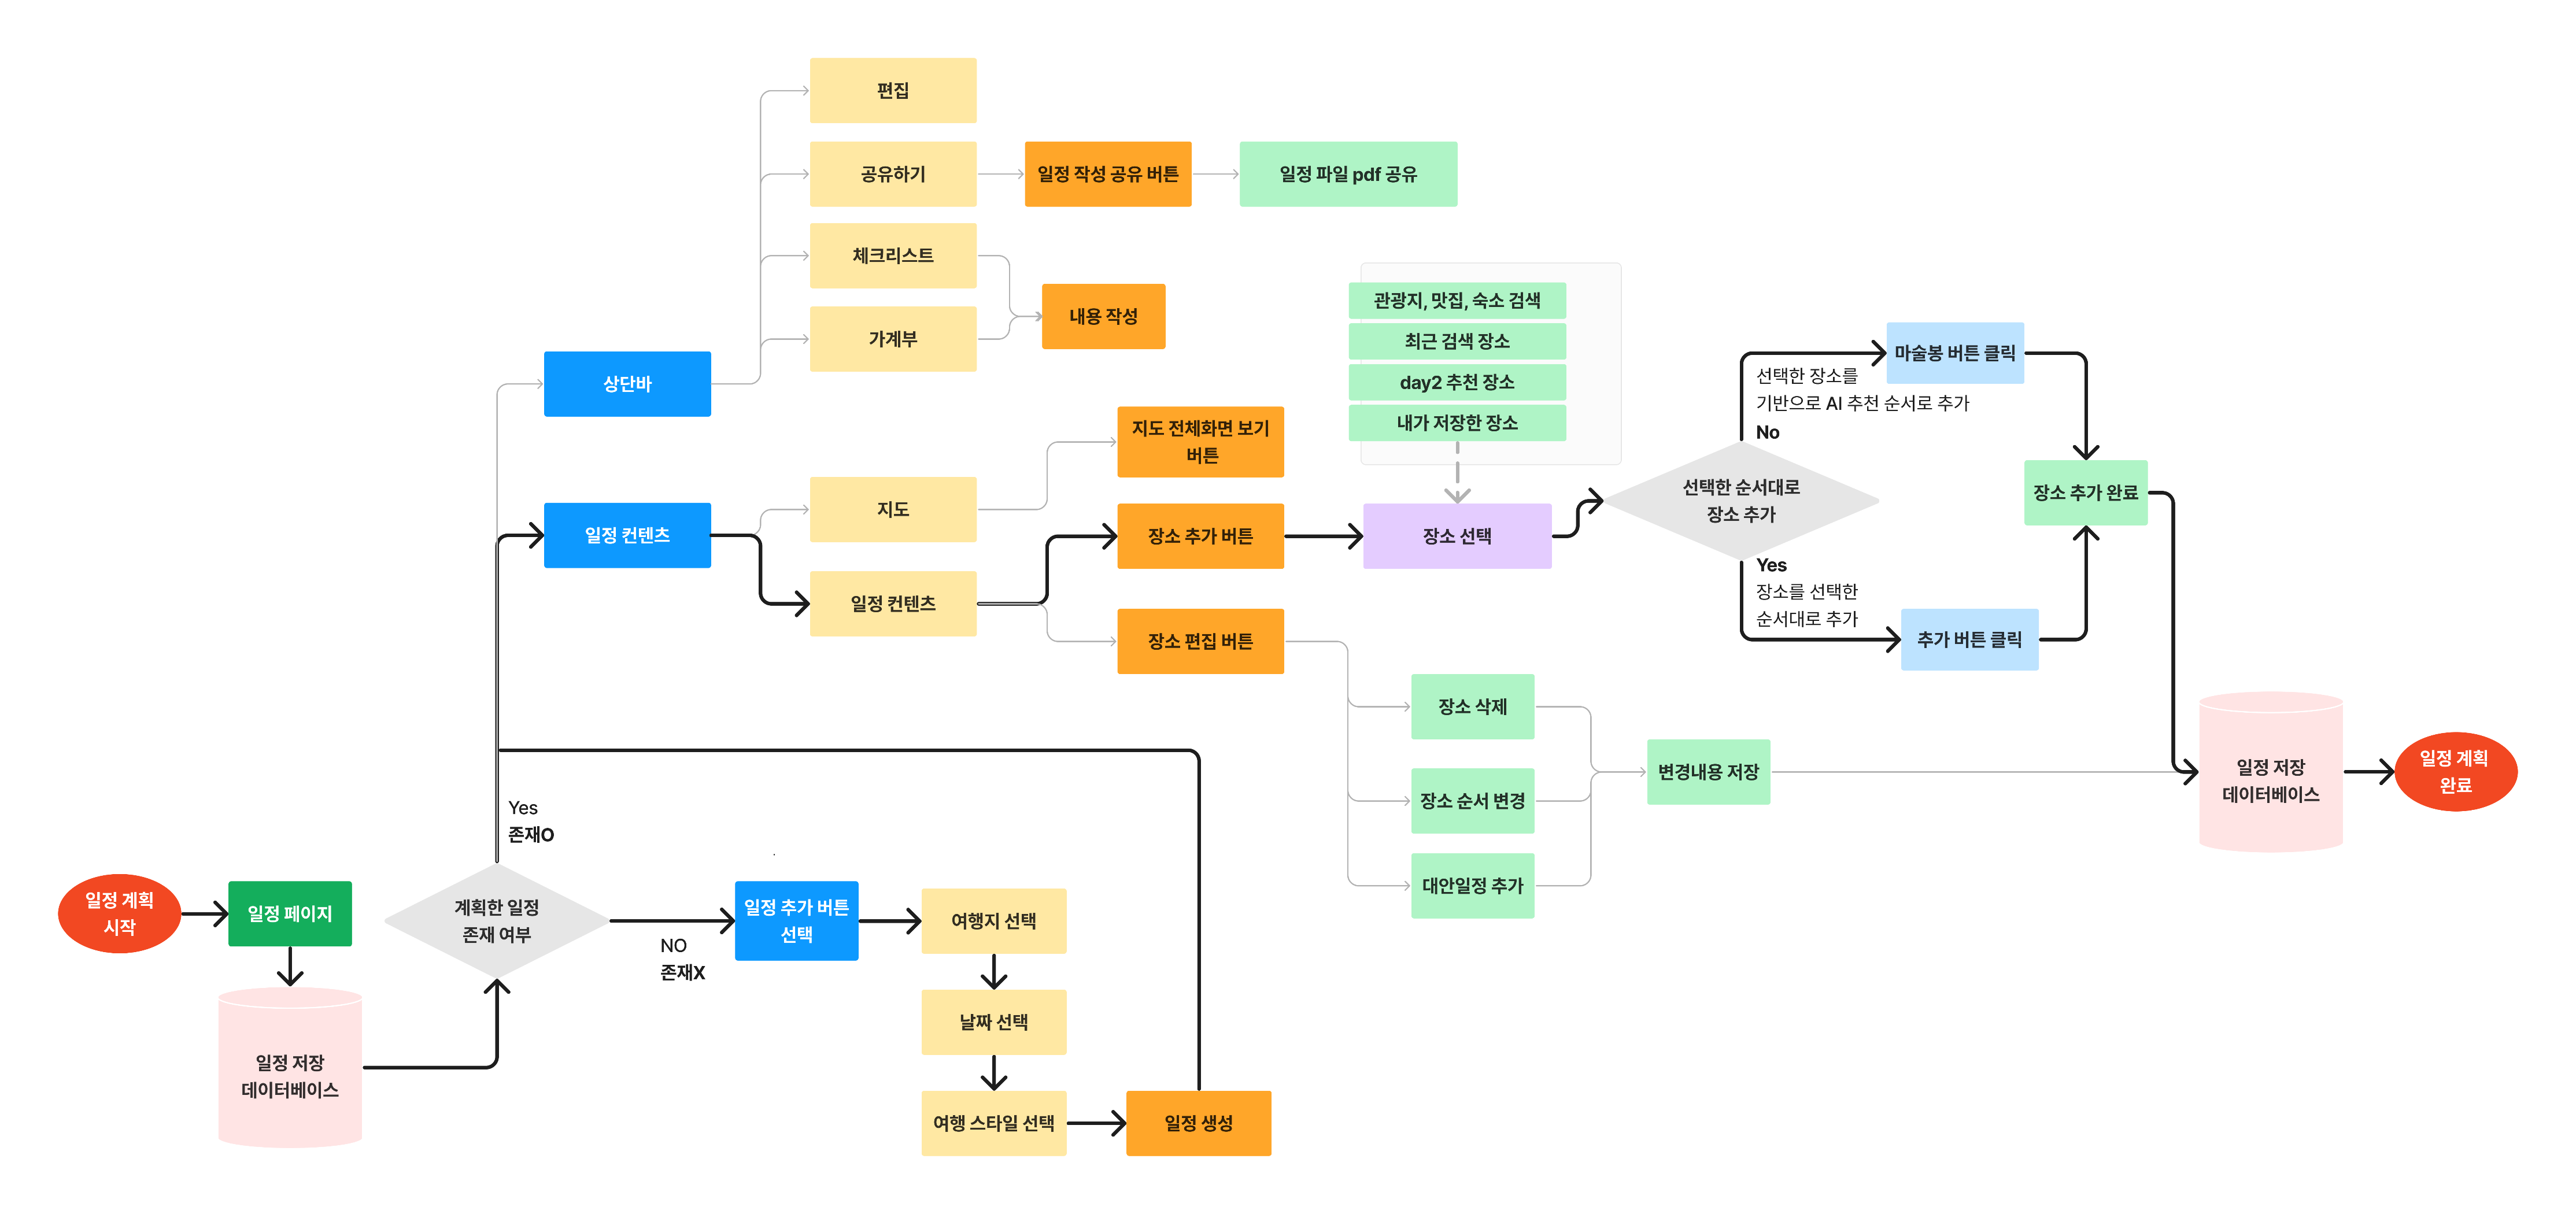 편집
공유하기
일정 작성 공유 버튼
일정 파일 pdf 공유
체크리스트
가계부
내용 작성
상단바
관광지, 맛집, 숙소 검색
최근 검색 장소
day2 추천 장소
내가 저장한 장소
지도 전체화면 보기
버튼
지도
일정 컨텐츠
일정 컨텐츠
장소 추가 버튼
장소 선택
장소 편집 버튼
선택한 순서대로
장소 추가
마술봉 버튼 클릭
선택한 장소를
기반으로 AI 추천 순서로 추가
No
Yes
장소를 선택한
순서대로 추가
추가 버튼 클릭
장소 추가 완료
장소 삭제
장소 순서 변경
대안일정 추가
변경내용 저장
일정 저장
데이터베이스
일정 계획
완료
Yes
존재O
일정 계획
시작
일정 페이지
일정 저장
데이터베이스
계획한 일정
존재 여부
NO
존재X
일정 추가 버튼
선택
여행지 선택
날짜 선택
여행 스타일 선택
일정 생성